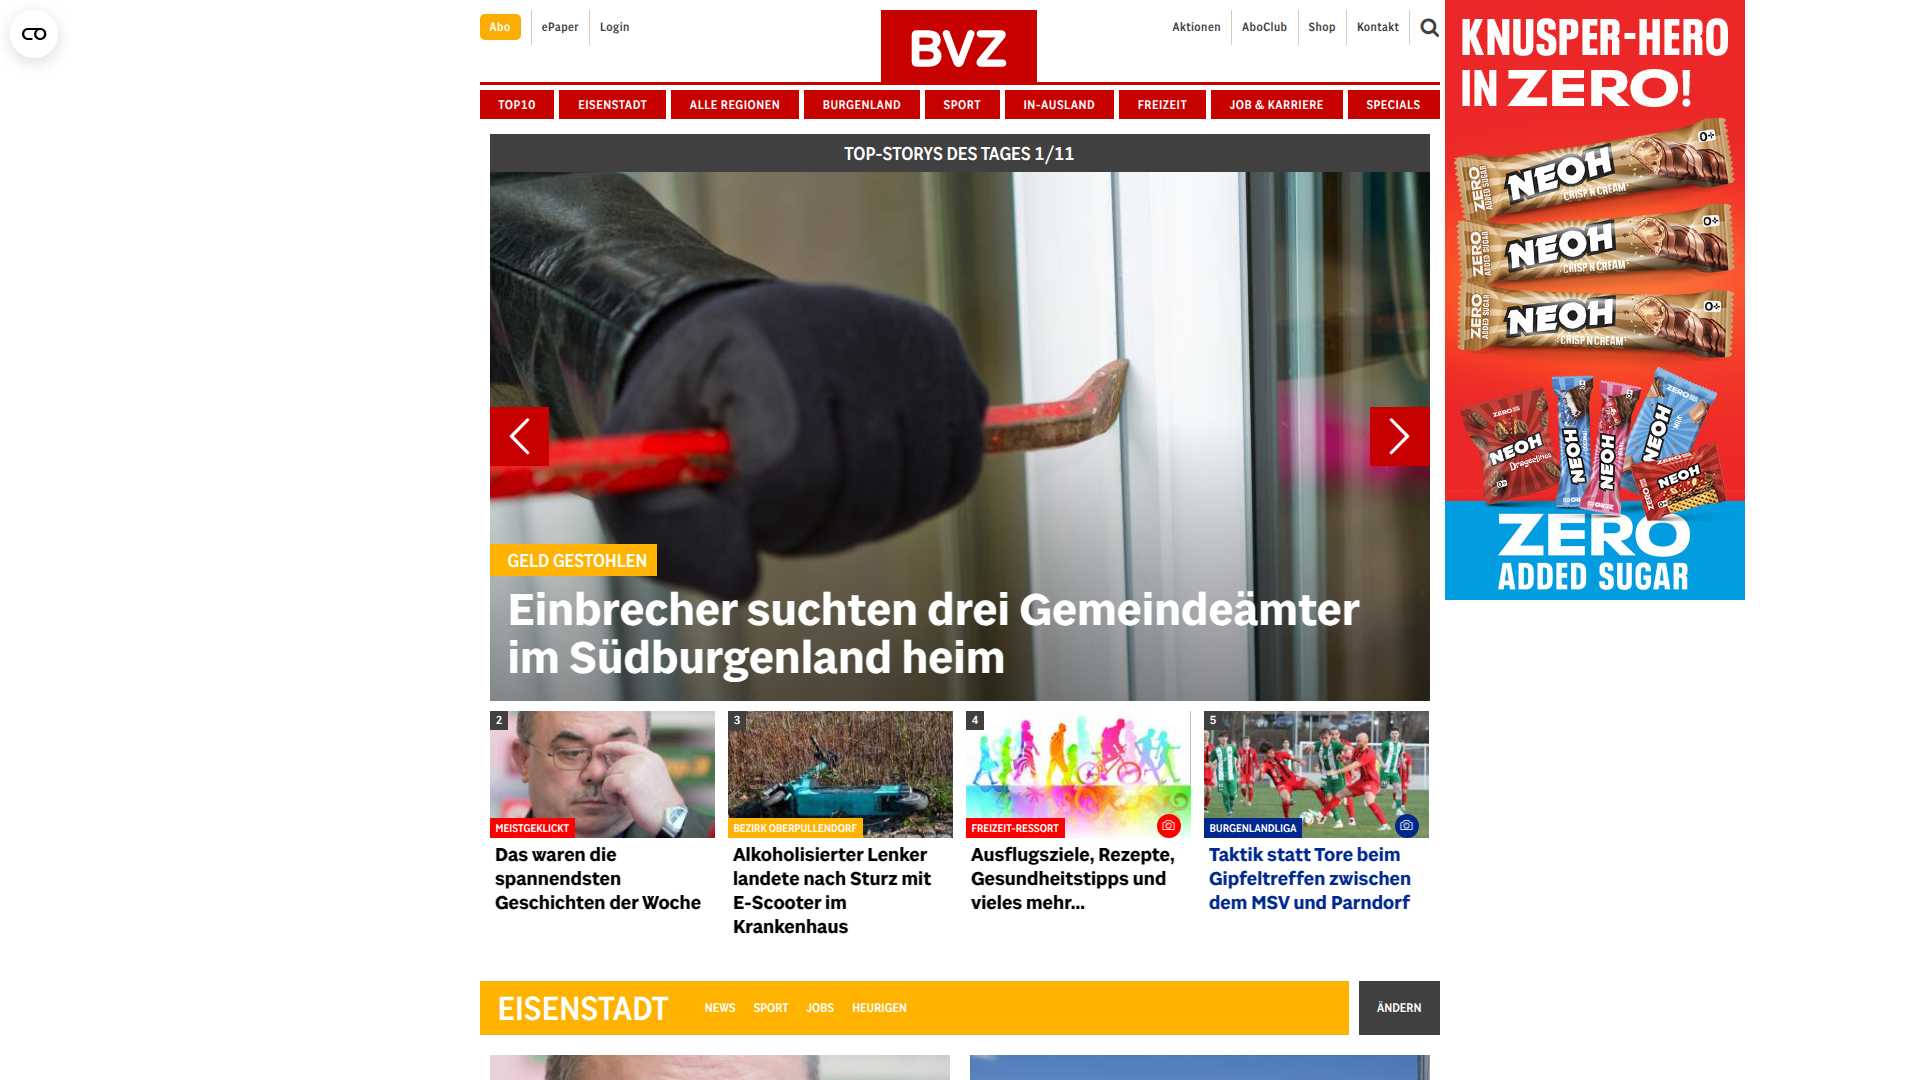 Abo
ePaper
Login
BVZ
Aktionen
AboClub
Shop
Kontakt
TOP10
EISENSTADT
ALLE REGIONEN
BURGENLAND
SPORT
IN-AUSLAND
FREIZEIT
JOB & KARRIERE
SPECIALS
TOP-STORYS DES TAGES 1/11
GELD GESTOHLEN
Einbrecher suchten drei Gemeindeämter
im Südburgenland heim
2
MEISTGEKLICKT
Das waren die
spannendsten
Geschichten der Woche
3
BEZIRK OBERPULLENDORF
Alkoholisierter Lenker
landete nach Sturz mit
E-Scooter im
Krankenhaus
4
FREIZEIT-RESSORT
Ausflugsziele, Rezepte,
Gesundheitstipps und
vieles mehr...
5
BURGENLANDLIGA
Taktik statt Tore beim
Gipfeltreffen zwischen
dem MSV und Parndorf
EISENSTADT
NEWS
SPORT
JOBS
HEURIGEN
ÄNDERN
KNUSPER-HERO
IN ZERO!
ZERO
ADDED SUGAR
NEOH
CRISP'N'CREAM
0+
ZERO
ADDED SUGAR
NEOH
CRISP'N'CREAM
0+
ZERO
ADDED SUGAR
NEOH
CRISP'N'CREAM
0+
ZERO
NEOH
NEOH
NEOH
ZERO
NEOH
NEOH
ZERO
ADDED SUGAR